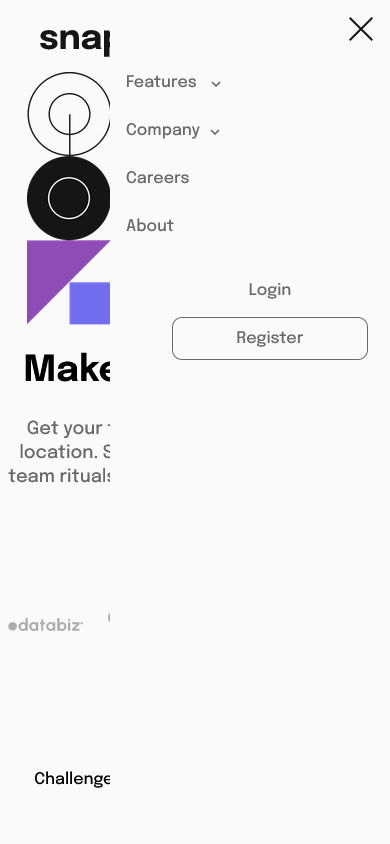 snap
Features
Company
Careers
About
Login
Register
Make
Get your
location. S
team rituals
databiz
Challenge